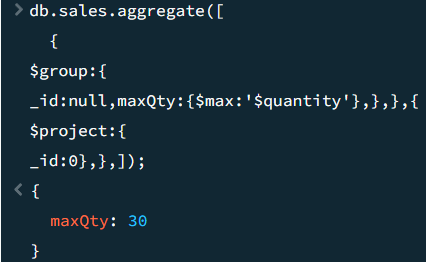 > db.sales.aggregate([
{
$group:{
_id:null,maxQty:{$max:'$quantity'},},},{
$project:{
_id:0},},]);
< {
maxQty: 30
}